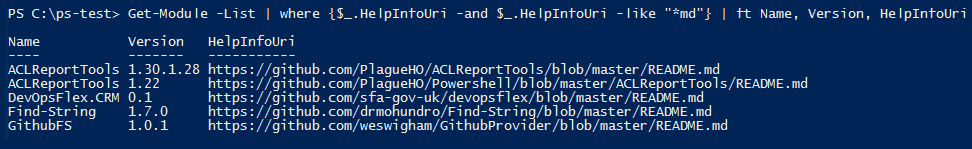 PS C:\ps-test> Get-Module -List | where {$_.HelpInfoUri -and $_.HelpInfoUri -like "*md"} | ft Name, Version, HelpInfoUri
Name Version HelpInfoUri
---- ------- -----------
ACLReportTools 1.30.1.28 https://github.com/PlagueHO/ACLReportTools/blob/master/README.md
ACLReportTools 1.22 https://github.com/PlagueHO/Powershell/blob/master/ACLReportTools/README.md
DevOpsFlex.CRM 0.1 https://github.com/sfa-gov-uk/devopsflex/blob/master/README.md
Find-String 1.7.0 https://github.com/drmohundro/Find-String/blob/master/README.md
GithubFS 1.0.1 https://github.com/weswigham/GithubProvider/blob/master/README.md